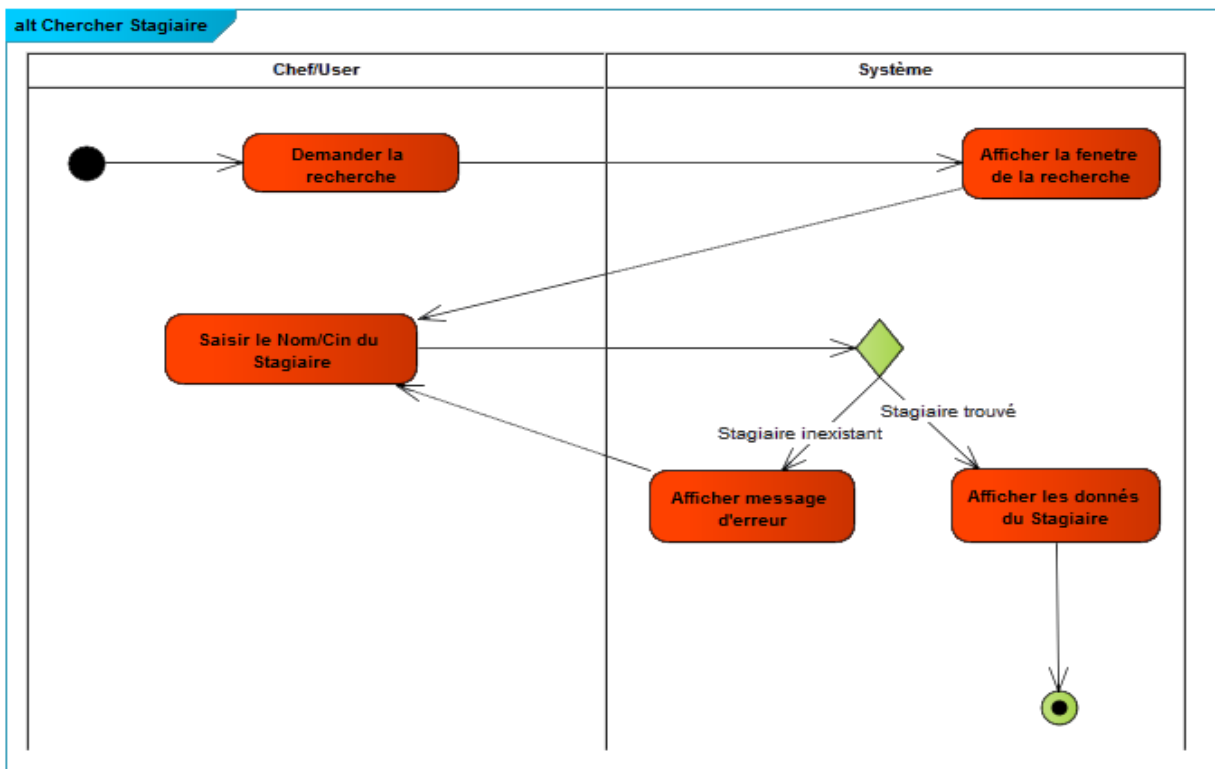 alt Chercher Stagiaire
Chef/User
Système
Demander la
recherche
Afficher la fenetre
de la recherche
Saisir le Nom/Cin du
Stagiaire
Stagiaire trouvé
Stagiaire inexistant
Afficher message
d'erreur
Afficher les donnés
du Stagiaire